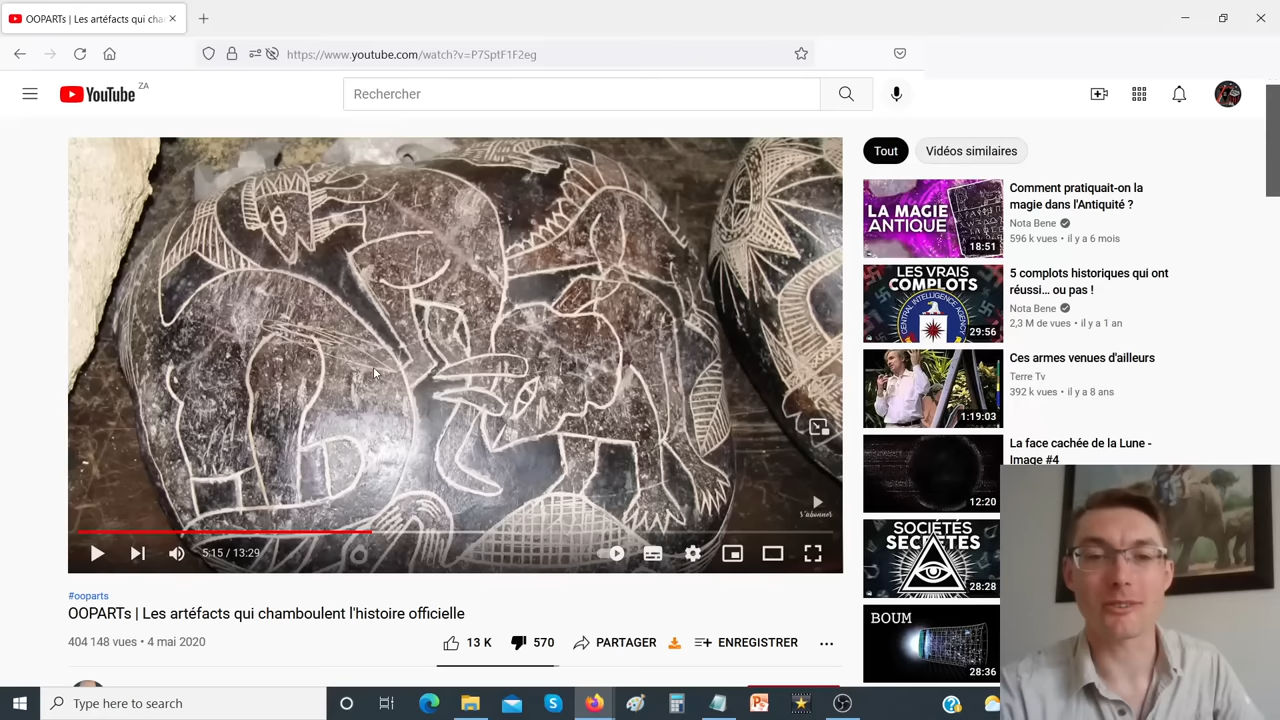 OOPARTs | Les artéfacts qui cha
https://www.youtube.com/watch?v=P7SptF1F2eg
YouTube ZA
Rechercher
Tout
Vidéos similaires
LA MAGIE
ANTIQUE
18:51
Comment pratiquait-on la
magie dans l'Antiquité ?
Nota Bene
596 k vues • il y a 6 mois
LES VRAIS
COMPLOTS
CENTRAL INTELLIGENCE AGENCY
29:56
5 complots historiques qui ont
réussi... ou pas !
Nota Bene
2,3 M de vues • il y a 1 an
1:19:03
Ces armes venues d'ailleurs
Terre Tv
392 k vues • il y a 8 ans
12:20
La face cachée de la Lune -
Image #4
SOCIÉTÉS
SECRÈTES
28:28
BOUM
28:36
S'abonner
5:15 / 13:29
#ooparts
OOPARTs | Les artéfacts qui chamboulent l'histoire officielle
404 148 vues • 4 mai 2020
13 K
570
PARTAGER
ENREGISTRER
Type here to search